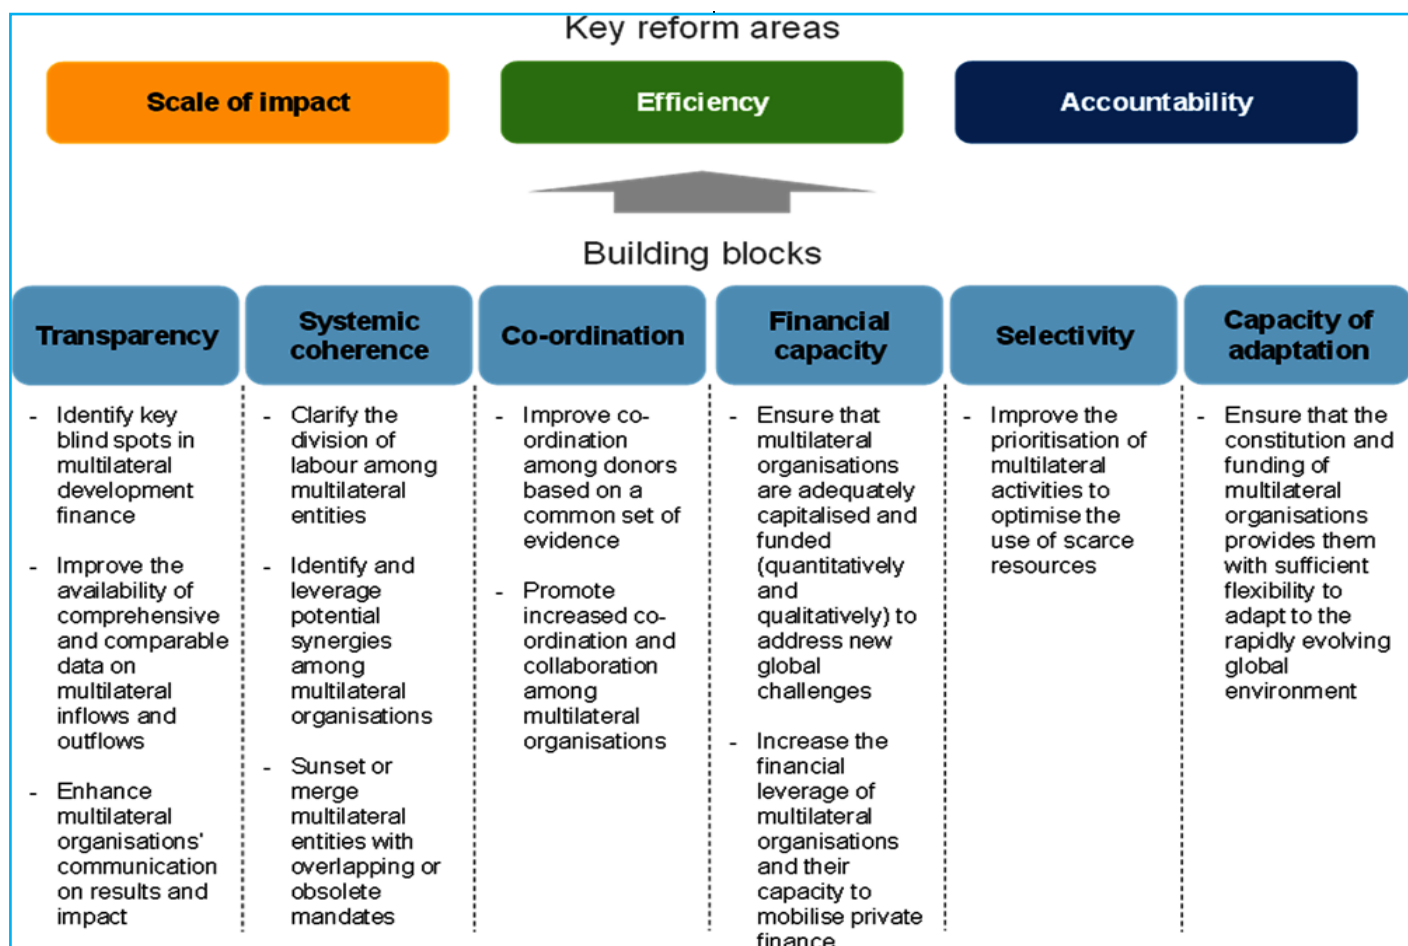 Key reform areas
Scale of impact
Efficiency
Accountability
Building blocks
Transparency
Systemic
coherence
Co-ordination
Financial
capacity
Selectivity
Capacity of
adaptation
- Identify key
blind spots in
multilateral
development
finance
- Improve the
availability of
comprehensive
and comparable
data on
multilateral
inflows and
outflows
- Enhance
multilateral
organisations'
communication
on results and
impact
- Clarify the
division of
labour among
multilateral
entities
- Identify and
leverage
potential
synergies
among
multilateral
organisations
- Sunset or
merge
multilateral
entities with
overlapping or
obsolete
mandates
- Improve co-
ordination
among donors
based on a
common set of
evidence
- Promote
increased co-
ordination and
collaboration
among
multilateral
organisations
- Ensure that
multilateral
organisations
are adequately
capitalised and
funded
(quantitatively
and
qualitatively) to
address new
global
challenges
- Increase the
financial
leverage of
multilateral
organisations
and their
capacity to
mobilise private
finance
- Improve the
prioritisation of
multilateral
activities to
optimise the
use of scarce
resources
- Ensure that the
constitution and
funding of
multilateral
organisations
provides them
with sufficient
flexibility to
adapt to the
rapidly evolving
global
environment